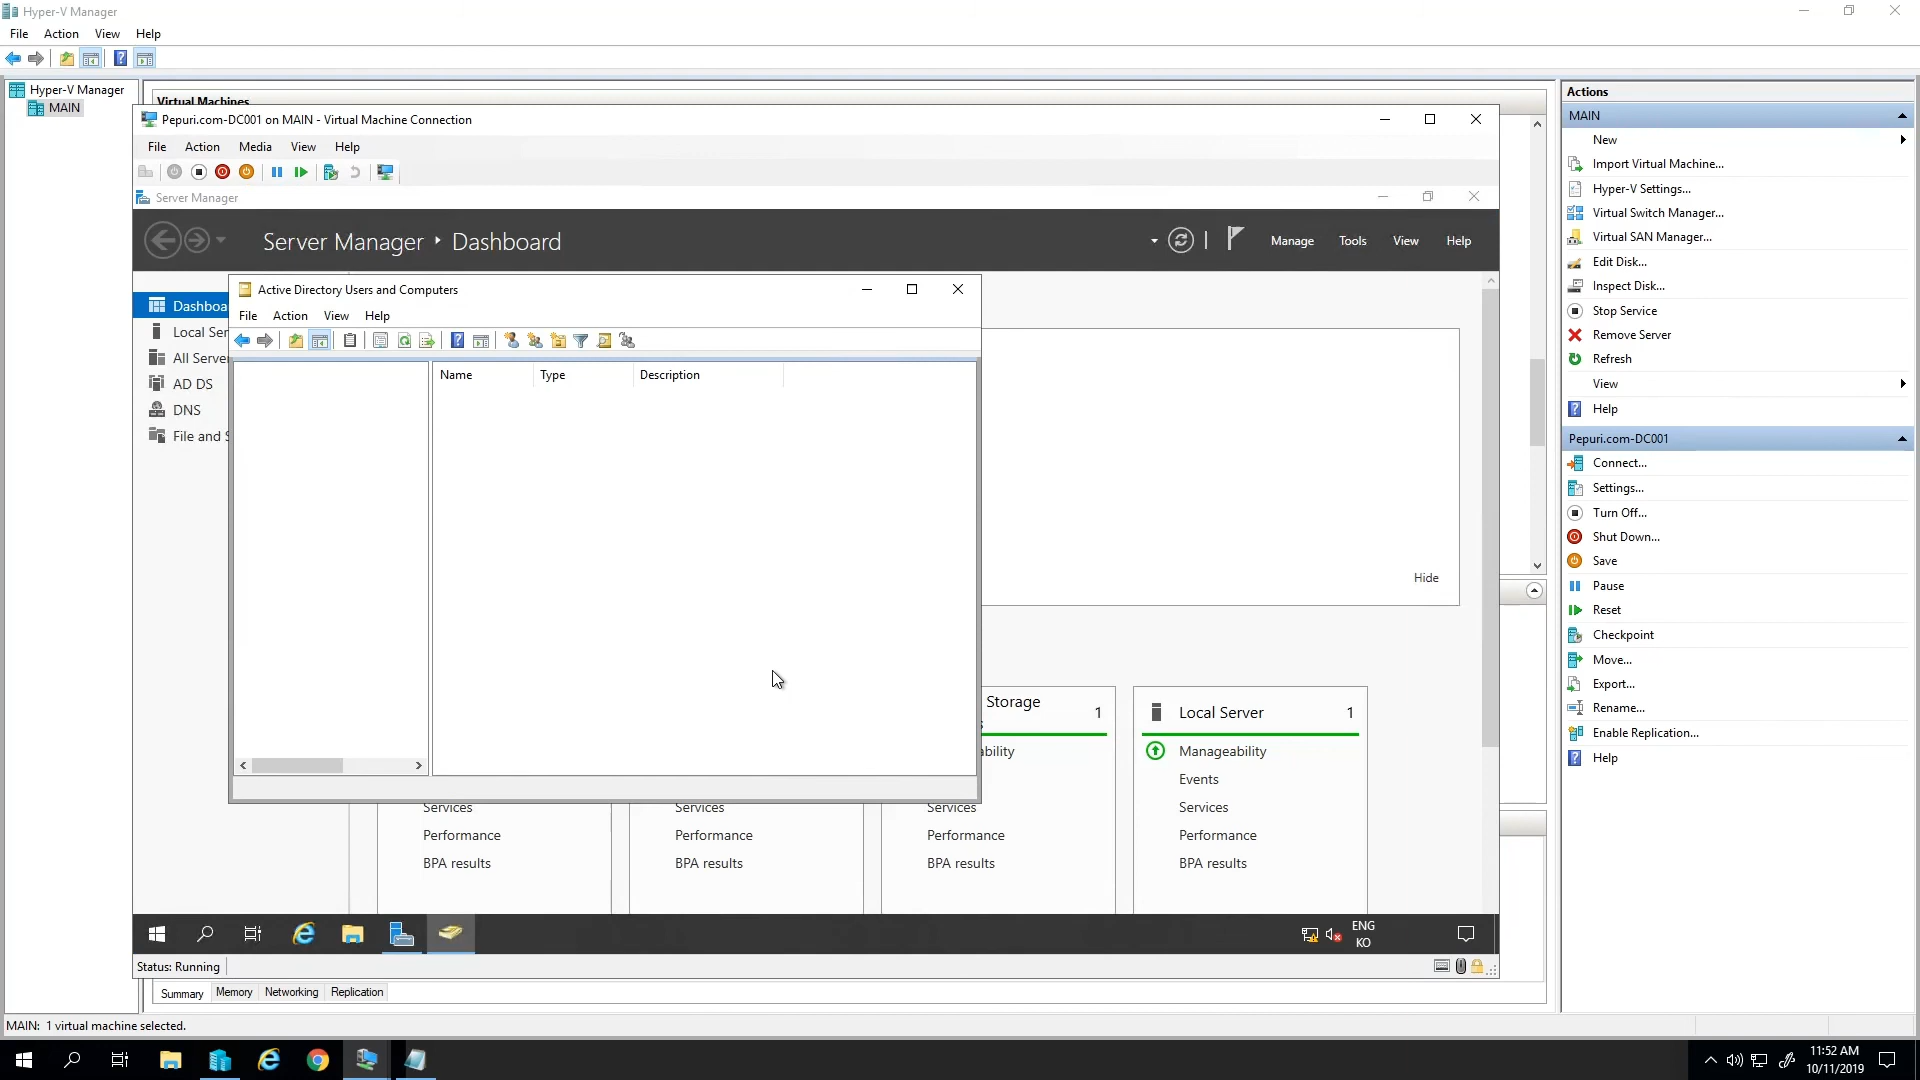 Hyper-V Manager
File Action View Help
Hyper-V Manager
MAIN
Virtual Machines
Pepuri.com-DC001 on MAIN - Virtual Machine Connection
File Action Media View Help
Server Manager
Server Manager • Dashboard
Manage Tools View Help
Dashboa
Local Ser
All Serve
AD DS
DNS
File and S
Active Directory Users and Computers
File Action View Help
Name Type Description
Hide
Storage
s
1
ability
Services
Performance
BPA results
Services
Performance
BPA results
Services
Performance
BPA results
Local Server 1
Manageability
Events
Services
Performance
BPA results
ENG
KO
Status: Running
Summary Memory Networking Replication
MAIN: 1 virtual machine selected.
Actions
MAIN
New
Import Virtual Machine...
Hyper-V Settings...
Virtual Switch Manager...
Virtual SAN Manager...
Edit Disk...
Inspect Disk...
Stop Service
Remove Server
Refresh
View
Help
Pepuri.com-DC001
Connect...
Settings...
Turn Off...
Shut Down...
Save
Pause
Reset
Checkpoint
Move...
Export...
Rename...
Enable Replication...
Help
11:52 AM
10/11/2019